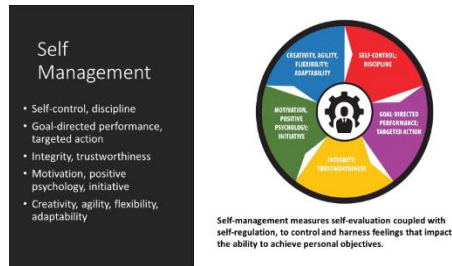 Self
Management
• Self-control, discipline
• Goal-directed performance,
targeted action
• Integrity, trustworthiness
• Motivation, positive
psychology, initiative
• Creativity, agility, flexibility,
adaptability
CREATIVITY, AGILITY,
FLEXIBILITY;
ADAPTABILITY
SELF-CONTROL;
DISCIPLINE
MOTIVATION,
POSITIVE
PSYCHOLOGY;
INITIATIVE
GOAL-DIRECTED
PERFORMANCE;
TARGETED ACTION
INTEGRITY;
TRUSTWORTHINESS
Self-management measures self-evaluation coupled with
self-regulation, to control and harness feelings that impact
the ability to achieve personal objectives.